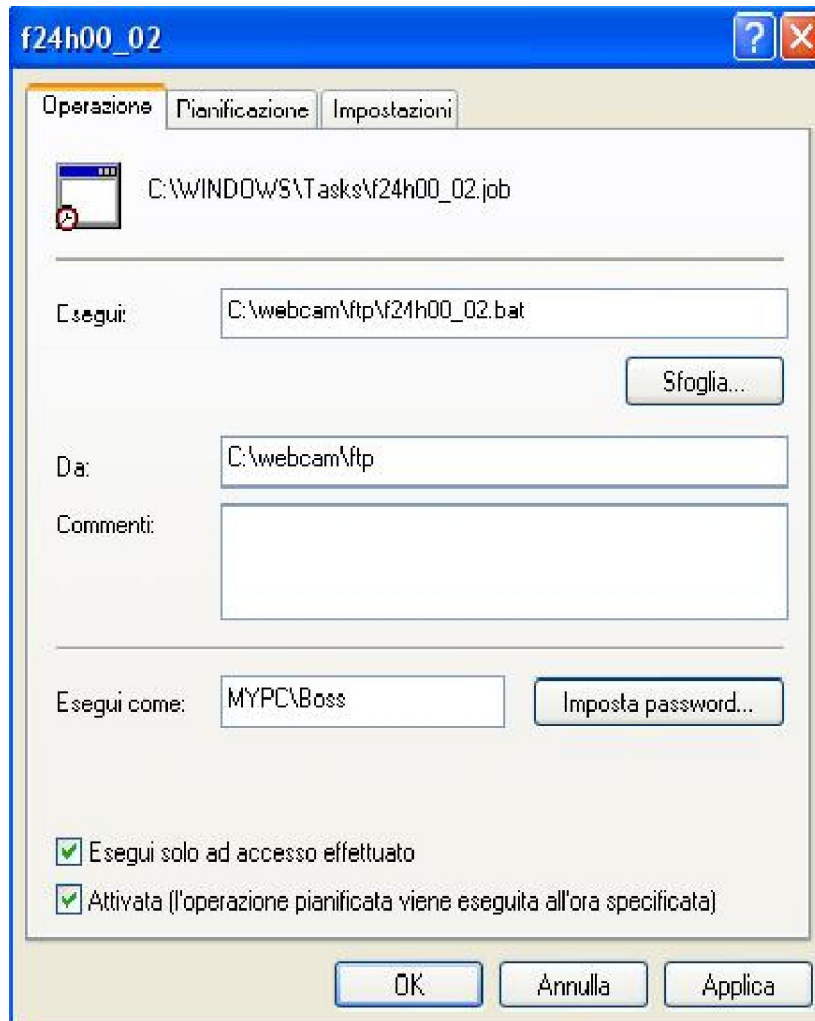 f24h00_02
Operazione Pianificazione Impostazioni
C:\WINDOWS\Tasks\f24h00_02.job
Esegui: C:\webcam\ftp\f24h00_02.bat
Sfoglia...
Da: C:\webcam\ftp
Commenti:
Esegui come: MYPC\Boss Imposta password...
Esegui solo ad accesso effettuato
Attivata (l'operazione pianificata viene eseguita all'ora specificata)
OK Annulla Applica